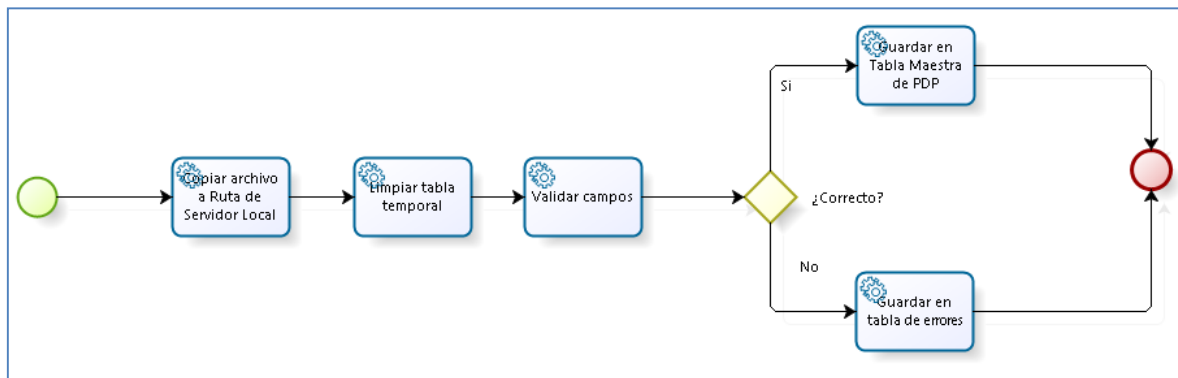 Copiar archivo
a Ruta de
Servidor Local
Limpiar tabla
temporal
Validar campos
¿Correcto?
Si
Guardar en
Tabla Maestra
de PDP
No
Guardar en
tabla de errores